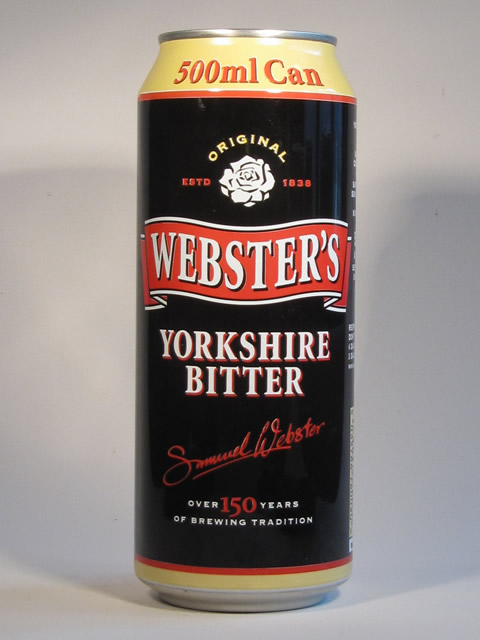 500ml Can
ORIGINAL
ESTD 1838
WEBSTER'S
YORKSHIRE
BITTER
Samuel Webster
OVER 150 YEARS
OF BREWING TRADITION